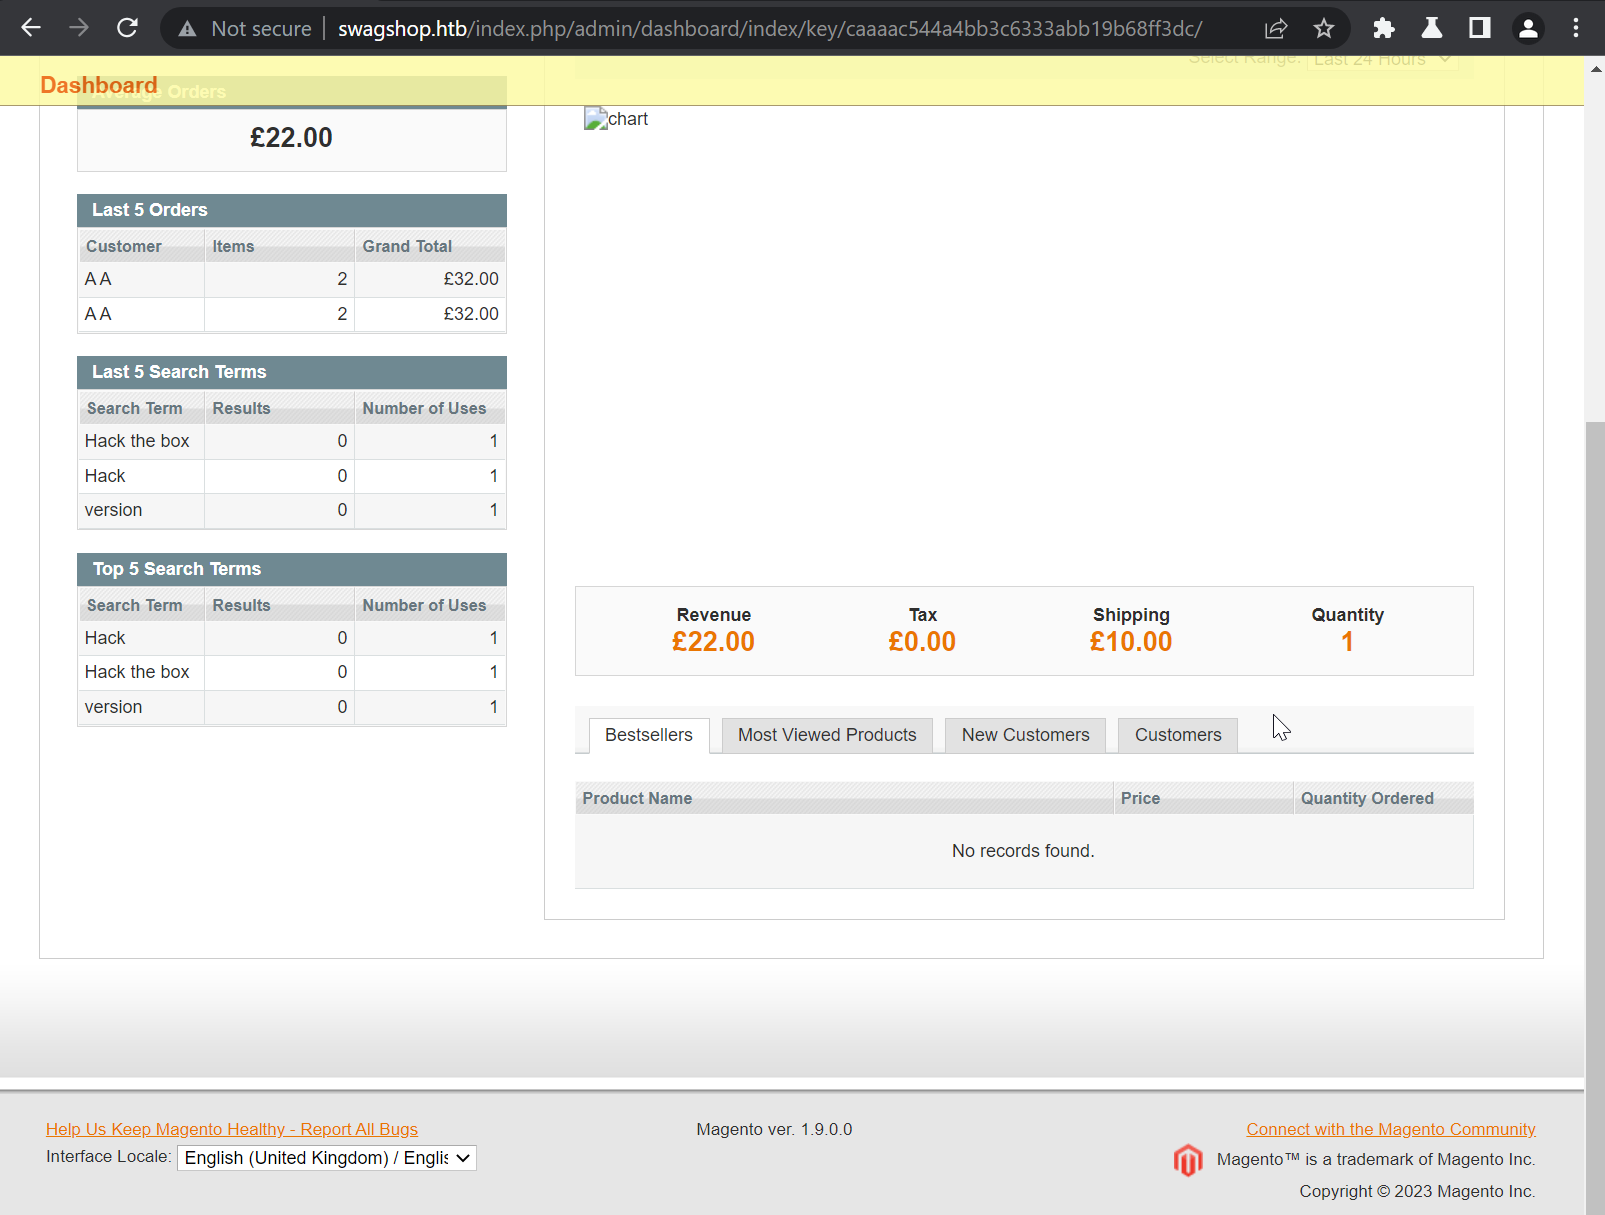 Not secure | swagshop.htb/index.php/admin/dashboard/index/key/caaaac544a4bb3c6333abb19b68ff3dc/
Dashboard
Select Range: Last 24 Hours
Average Orders
£22.00
chart
Last 5 Orders
Customer Items Grand Total
A A 2 £32.00
A A 2 £32.00
Last 5 Search Terms
Search Term Results Number of Uses
Hack the box 0 1
Hack 0 1
version 0 1
Top 5 Search Terms
Search Term Results Number of Uses
Hack 0 1
Hack the box 0 1
version 0 1
Revenue Tax Shipping Quantity
£22.00 £0.00 £10.00 1
Bestsellers Most Viewed Products New Customers Customers
Product Name Price Quantity Ordered
No records found.
Help Us Keep Magento Healthy - Report All Bugs
Interface Locale: English (United Kingdom) / Englis
Magento ver. 1.9.0.0
Connect with the Magento Community
Magento™ is a trademark of Magento Inc.
Copyright © 2023 Magento Inc.